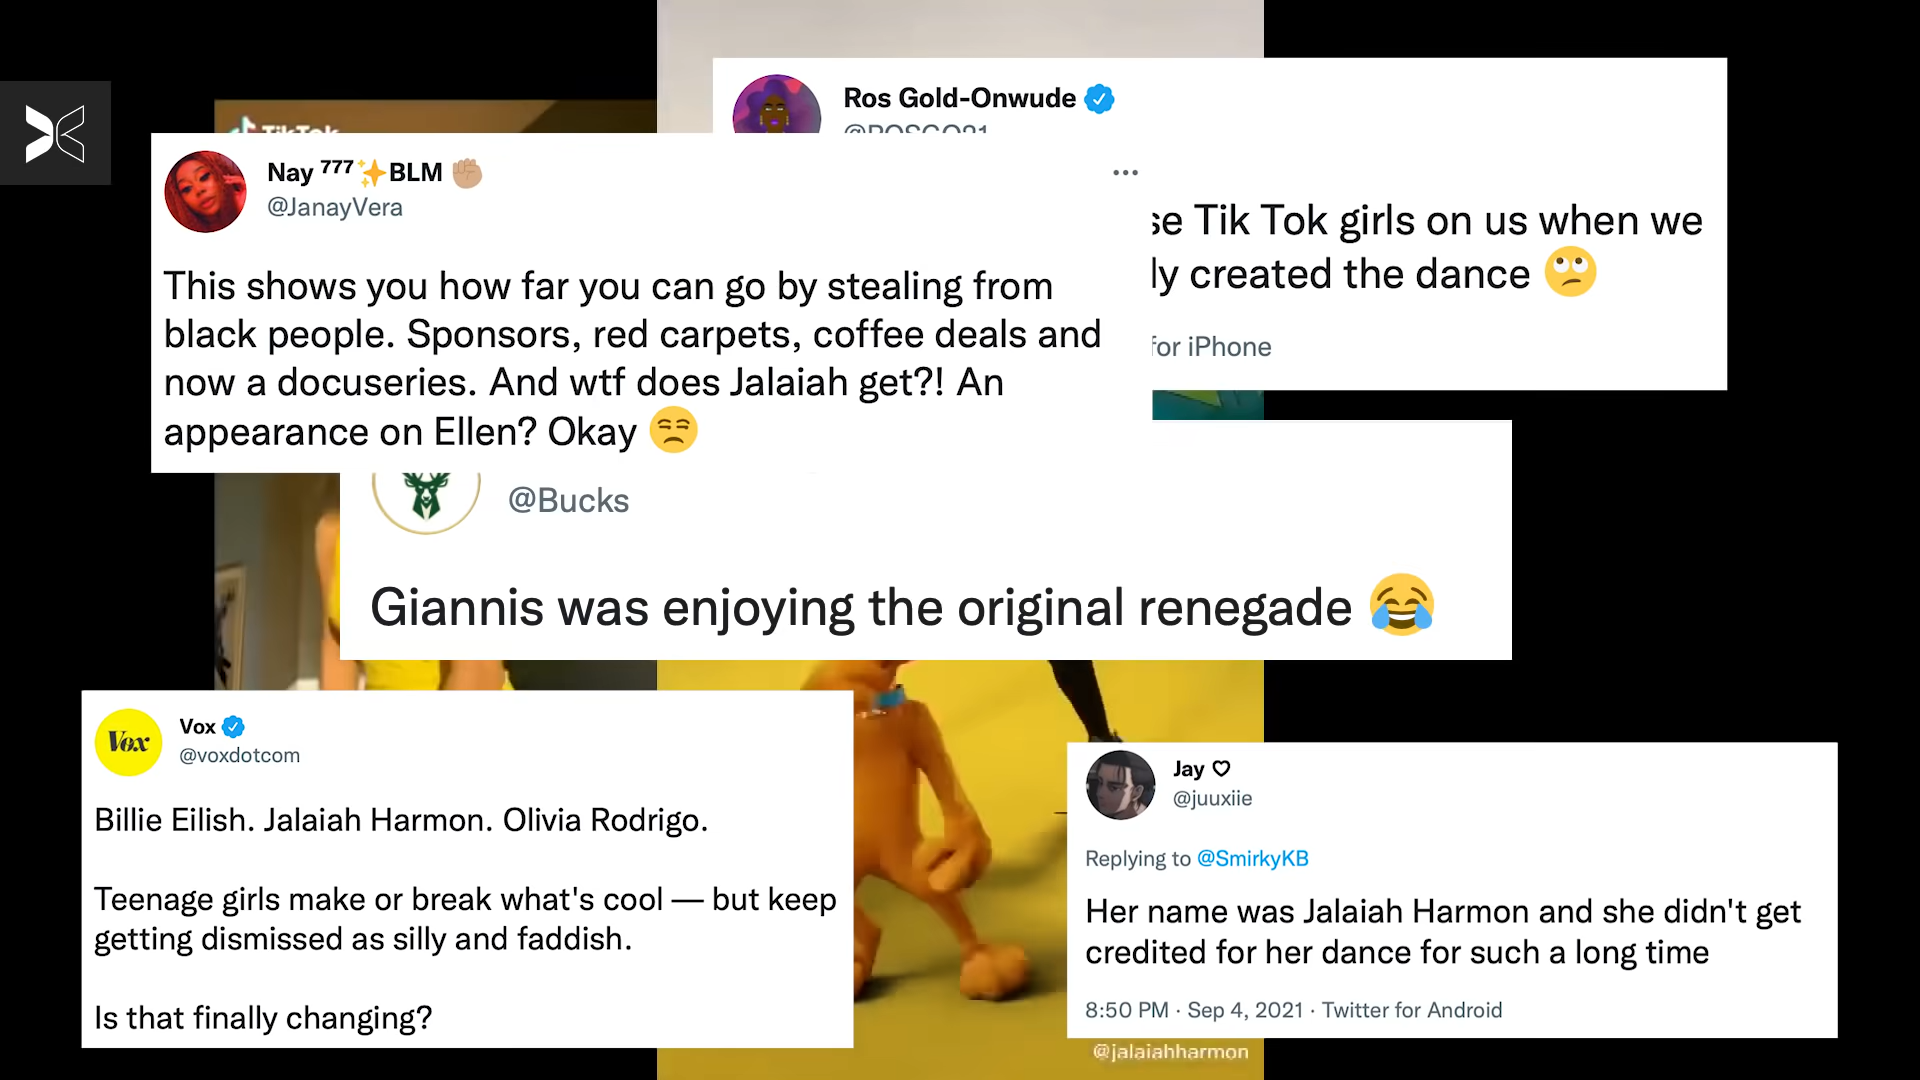 Ros Gold-Onwude
@ROSGO21
TikTok
Nay ⁷⁷⁷✨BLM ✊🏼
@JanayVera
se Tik Tok girls on us when we
ly created the dance 🙄
for iPhone
This shows you how far you can go by stealing from
black people. Sponsors, red carpets, coffee deals and
now a docuseries. And wtf does Jalaiah get?! An
appearance on Ellen? Okay 😒
@Bucks
Giannis was enjoying the original renegade 😂
Vox
Vox
@voxdotcom
Billie Eilish. Jalaiah Harmon. Olivia Rodrigo.
Teenage girls make or break what's cool — but keep
getting dismissed as silly and faddish.
Is that finally changing?
Jay ♡
@juuxiie
Replying to @SmirkyKB
Her name was Jalaiah Harmon and she didn't get
credited for her dance for such a long time
8:50 PM · Sep 4, 2021 · Twitter for Android
@jalaiahharmon